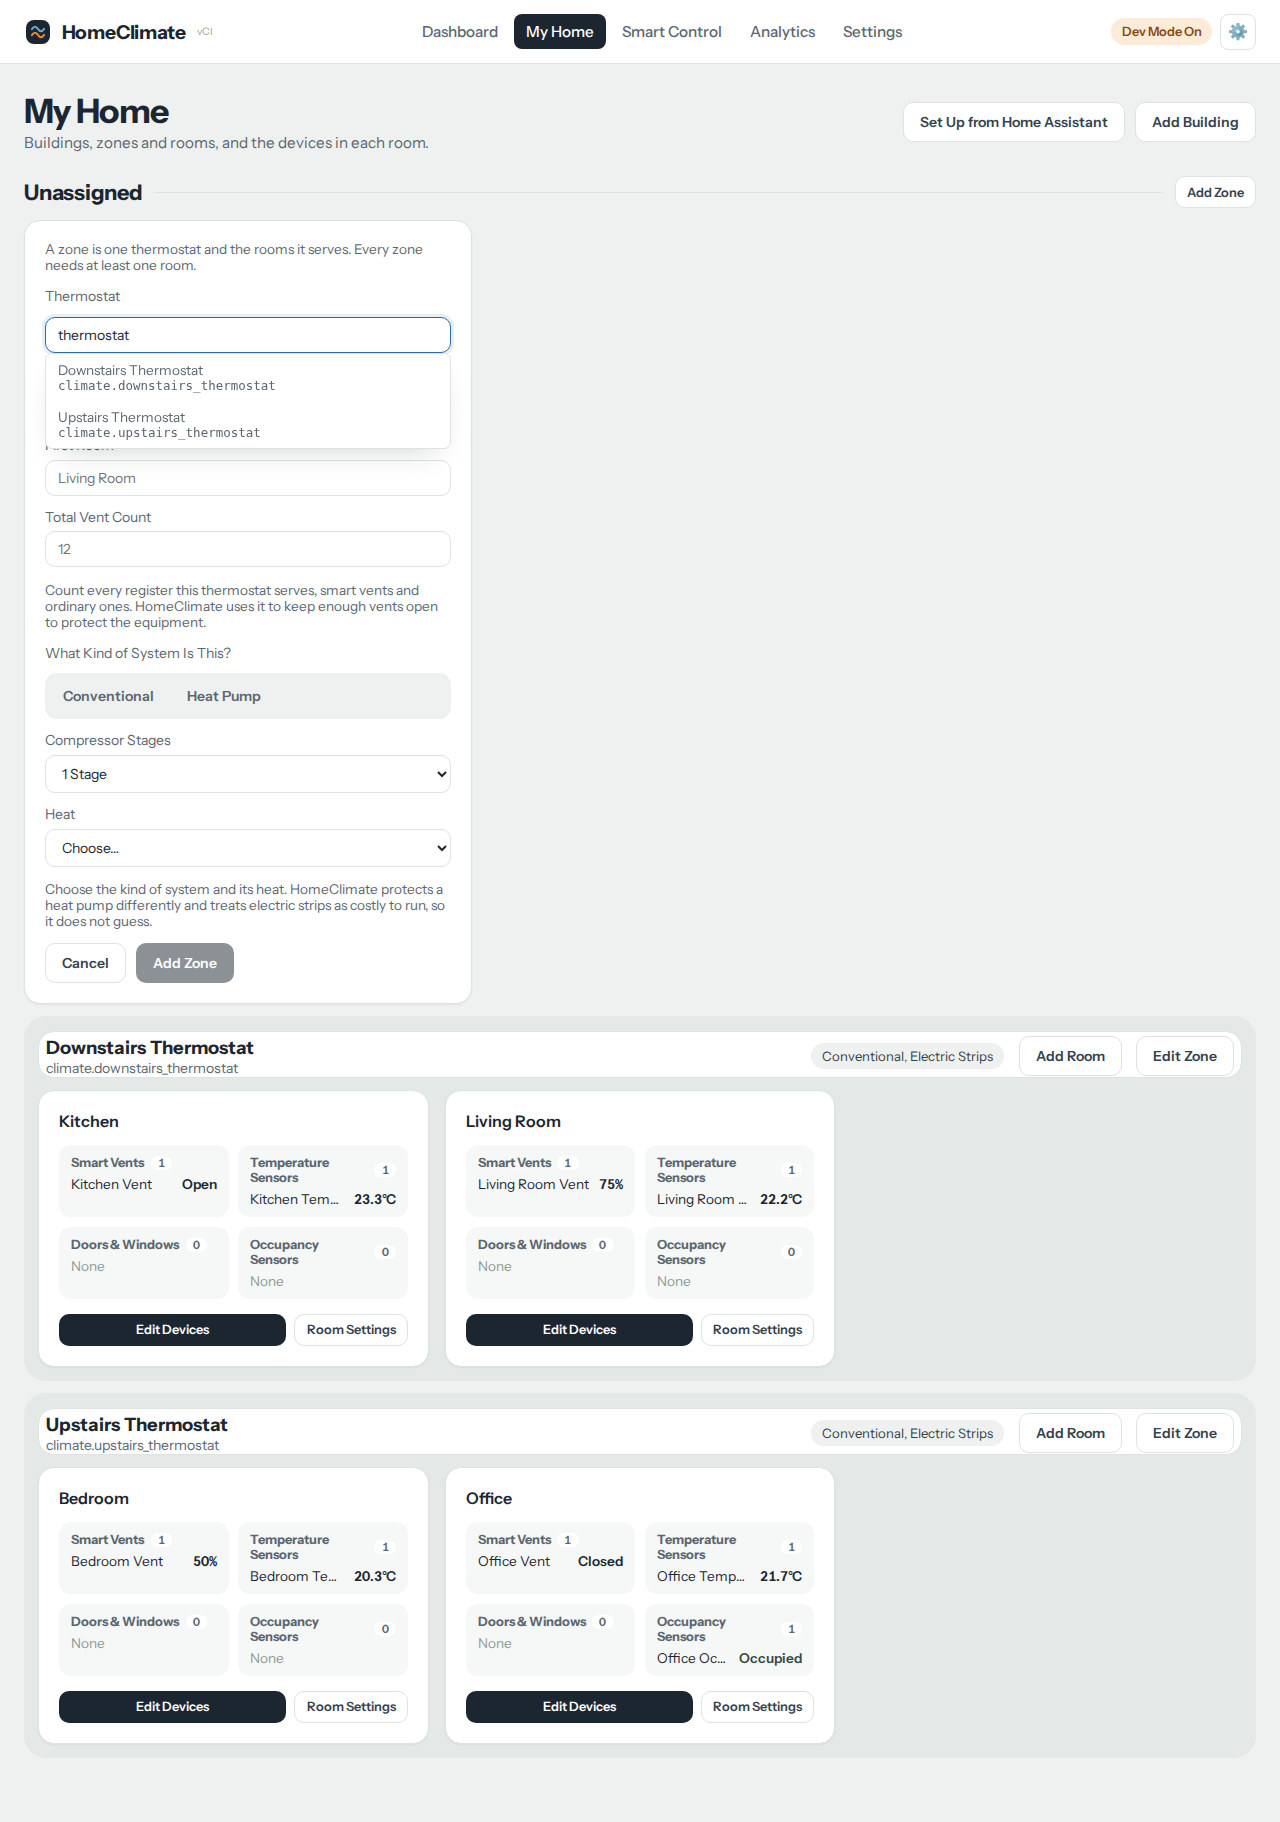 HomeClimate vCI
Dashboard
My Home
Smart Control
Analytics
Settings
Dev Mode On
My Home
Buildings, zones and rooms, and the devices in each room.
Set Up from Home Assistant
Add Building
Unassigned
Add Zone
A zone is one thermostat and the rooms it serves. Every zone
needs at least one room.
Thermostat
thermostat
Downstairs Thermostat
climate.downstairs_thermostat
Upstairs Thermostat
climate.upstairs_thermostat
Living Room
Total Vent Count
12
Count every register this thermostat serves, smart vents and
ordinary ones. HomeClimate uses it to keep enough vents open
to protect the equipment.
What Kind of System Is This?
Conventional
Heat Pump
Compressor Stages
1 Stage
Heat
Choose...
Choose the kind of system and its heat. HomeClimate protects a
heat pump differently and treats electric strips as costly to run, so
it does not guess.
Cancel
Add Zone
Downstairs Thermostat
climate.downstairs_thermostat
Conventional, Electric Strips
Add Room
Edit Zone
Kitchen
Smart Vents 1
Kitchen Vent Open
Temperature
Sensors 1
Kitchen Tem... 23.3°C
Doors & Windows 0
None
Occupancy
Sensors 0
None
Edit Devices
Room Settings
Living Room
Smart Vents 1
Living Room Vent 75%
Temperature
Sensors 1
Living Room ... 22.2°C
Doors & Windows 0
None
Occupancy
Sensors 0
None
Edit Devices
Room Settings
Upstairs Thermostat
climate.upstairs_thermostat
Conventional, Electric Strips
Add Room
Edit Zone
Bedroom
Smart Vents 1
Bedroom Vent 50%
Temperature
Sensors 1
Bedroom Te... 20.3°C
Doors & Windows 0
None
Occupancy
Sensors 0
None
Edit Devices
Room Settings
Office
Smart Vents 1
Office Vent Closed
Temperature
Sensors 1
Office Temp... 21.7°C
Doors & Windows 0
None
Occupancy
Sensors 1
Office Oc... Occupied
Edit Devices
Room Settings